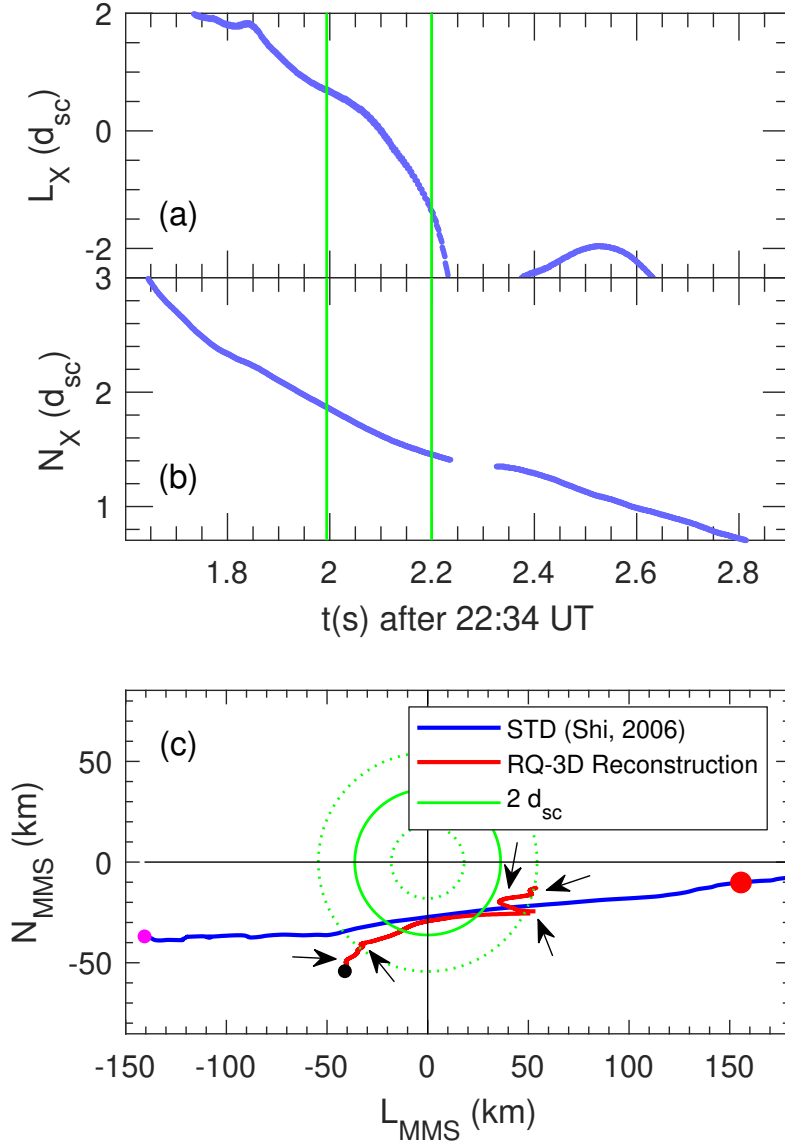 2
0
-2
L_X (d_sc)
(a)
3
2
1
N_X (d_sc)
(b)
1.8 2 2.2 2.4 2.6 2.8
t(s) after 22:34 UT
(c)
STD (Shi, 2006)
RQ-3D Reconstruction
2 d_sc
50
0
-50
N_MMS (km)
-150 -100 -50 0 50 100 150
L_MMS (km)